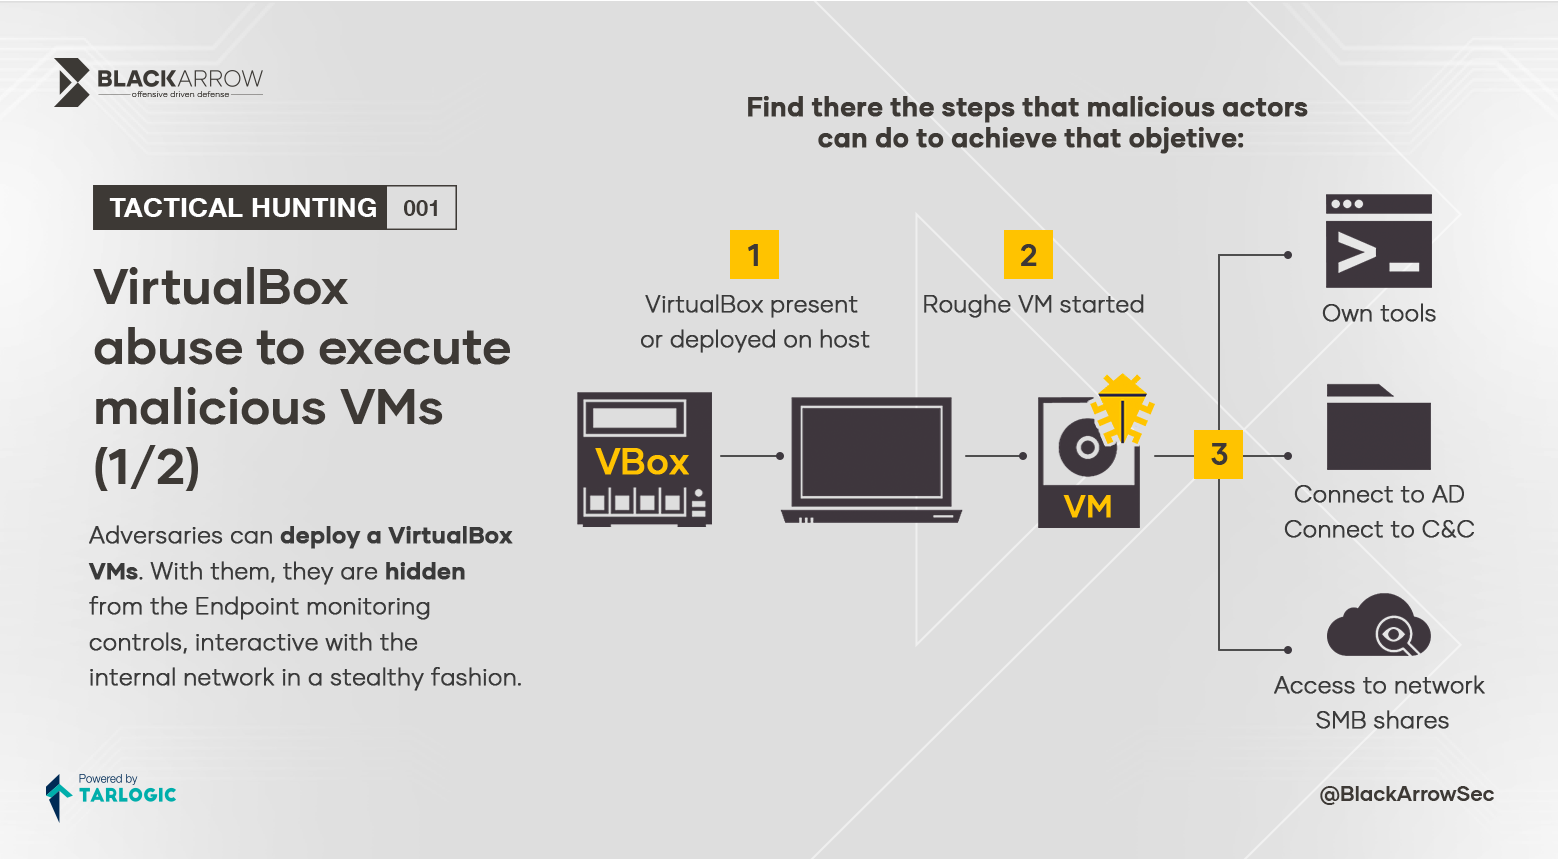 BLACKARROW
offensive driven defense
TACTICAL HUNTING 001
VirtualBox
abuse to execute
malicious VMs
(1/2)
Adversaries can deploy a VirtualBox
VMs. With them, they are hidden
from the Endpoint monitoring
controls, interactive with the
internal network in a stealthy fashion.
Find there the steps that malicious actors
can do to achieve that objetive:
1
VirtualBox present
or deployed on host
2
Roughe VM started
VBox
VM
3
Own tools
Connect to AD
Connect to C&C
Access to network
SMB shares
Powered by
TARLOGIC
@BlackArrowSec